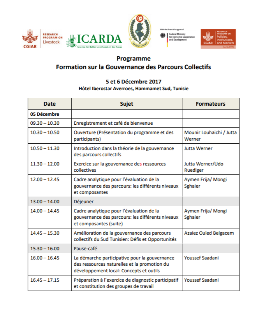 CGIAR
RESEARCH
PROGRAM ON
Livestock
ICARDA
Programme
Formation sur la Gouvernance des Parcours Collectifs
5 et 6 Décembre 2017
Hôtel Iberostar Averroes, Hammamet Sud, Tunisie
Date Sujet Formateurs
05 Décembre
09.30 – 10.30 Enregistrement et café de bienvenue
10.30 – 10.50 Ouverture (Présentation du programme et des Mounir Louhaichi / Jutta
participants) Werner
10.50 – 11.30 Introduction dans la théorie de la gouvernance Jutta Werner
des parcours collectifs
11.30 – 12.00 Exercice sur la gouvernance des ressources Jutta Werner/Udo
collectives Ruediger
12.00 – 12.45 Cadre analytique pour l'évaluation de la Aymen Frija/ Mongi
gouvernance des parcours: les différents niveaux Sghaier
et composantes
13.00 – 14.00 Déjeuner
14.00 – 14.45 Cadre analytique pour l'évaluation de la Aymen Frija/ Mongi
gouvernance des parcours: les différents niveaux Sghaier
et composantes (suite)
14.45 – 15.30 Amélioration de la gouvernance des parcours Azaiez Ouled Belgacem
collectifs du Sud Tunisien: Défis et Opportunités
15.30 – 16.00 Pause-café
16.00 – 16.45 La démarche participative pour la gouvernance Youssef Saadani
des ressources naturelles et la promotion du
développement local: Concepts et outils
16.45 – 17.15 Préparation à l'exercice de diagnostic participatif Youssef Saadani
et constitution des groupes de travail